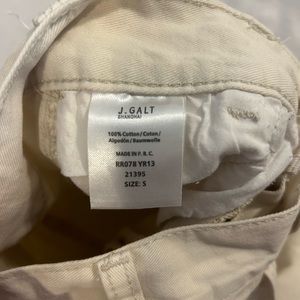 J.GALT
SHANGHAI
100% Cotton/Coton/
Algodón/Baumwolle
MADE IN P.R.C.
RR078 YR13
21395
SIZE: S